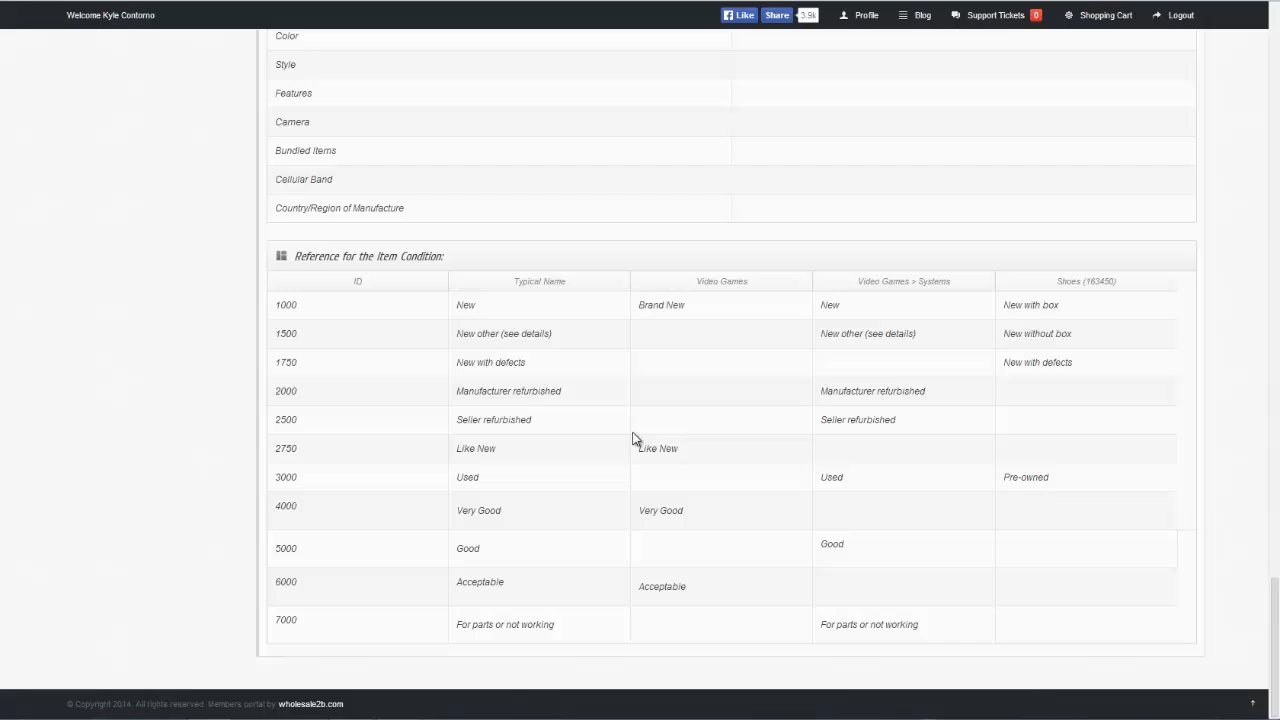 Welcome Kyle Contorno Like Share 3.9k Profile Blog Support Tickets 0 Shopping Cart Logout
Color
Style
Features
Camera
Bundled Items
Cellular Band
Country/Region of Manufacture
Reference for the Item Condition:
ID Typical Name Video Games Video Games > Systems Shoes (163450)
1000 New Brand New New New with box
1500 New other (see details) New other (see details) New without box
1750 New with defects New with defects
2000 Manufacturer refurbished Manufacturer refurbished
2500 Seller refurbished Seller refurbished
2750 Like New Like New
3000 Used Used Pre-owned
4000 Very Good Very Good
5000 Good Good
6000 Acceptable Acceptable
7000 For parts or not working For parts or not working
© Copyright 2014. All rights reserved. Members portal by wholesale2b.com